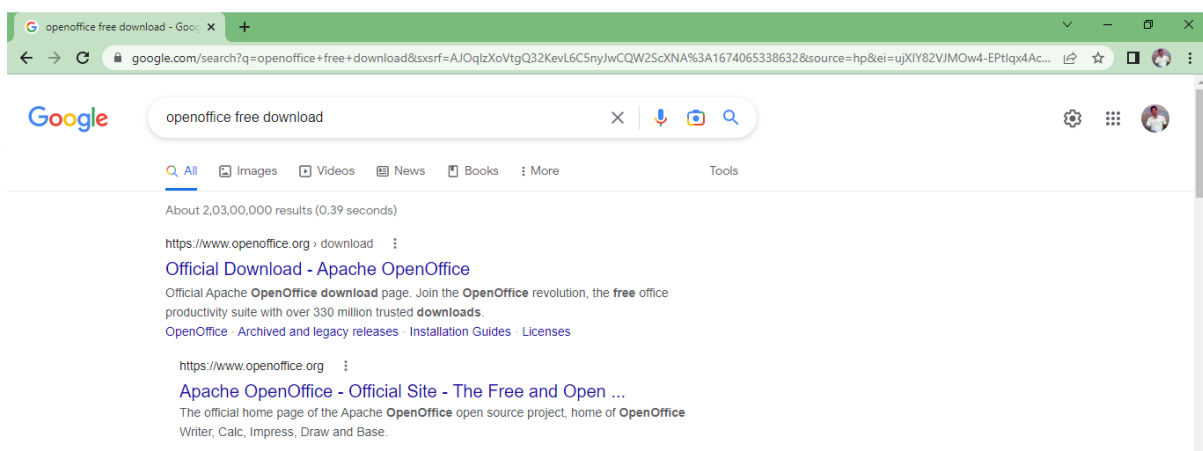 openoffice free download - Goog
google.com/search?q=openoffice+free+download&sxsrf=AJOqlzXoVtgQ32KevL6C5nyJwCQW2ScXNA%3A1674065338632&source=hp&ei=ujXIY82VJMOw4-EPtlqx4Ac...
Google
openoffice free download
All Images Videos News Books More Tools
About 2,03,00,000 results (0.39 seconds)
https://www.openoffice.org › download
Official Download - Apache OpenOffice
Official Apache OpenOffice download page. Join the OpenOffice revolution, the free office
productivity suite with over 330 million trusted downloads.
OpenOffice · Archived and legacy releases · Installation Guides · Licenses
https://www.openoffice.org
Apache OpenOffice - Official Site - The Free and Open ...
The official home page of the Apache OpenOffice open source project, home of OpenOffice
Writer, Calc, Impress, Draw and Base.